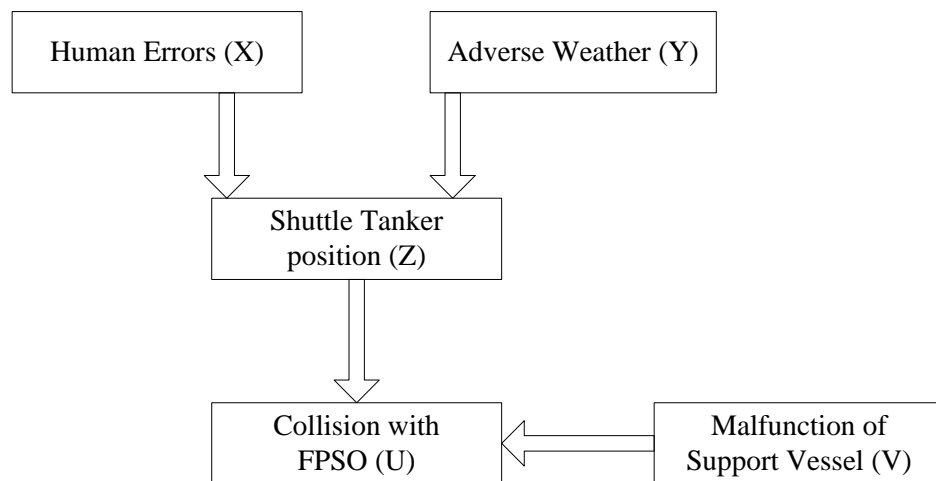 Human Errors (X)
Adverse Weather (Y)
Shuttle Tanker
position (Z)
Collision with
FPSO (U)
Malfunction of
Support Vessel (V)